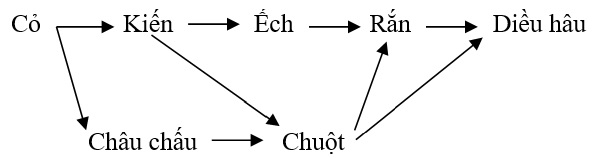 Cỏ Kiến Ếch Rắn Diều hâu
Châu chấu Chuột